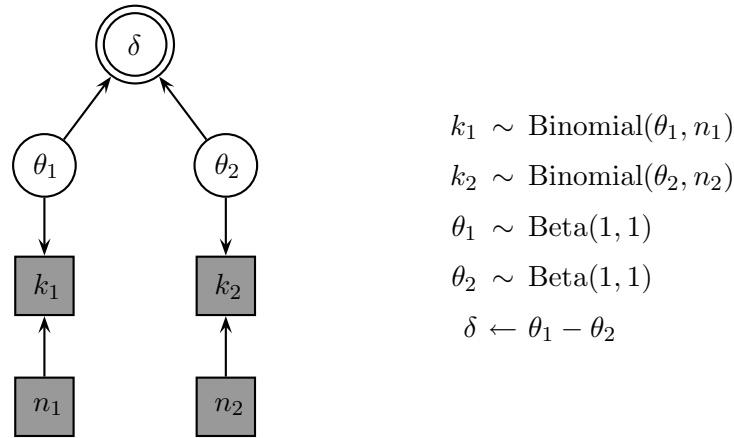 δ
θ₁ θ₂
k₁ k₂
n₁ n₂
k₁ ∼ Binomial(θ₁, n₁)
k₂ ∼ Binomial(θ₂, n₂)
θ₁ ∼ Beta(1, 1)
θ₂ ∼ Beta(1, 1)
δ ← θ₁ − θ₂